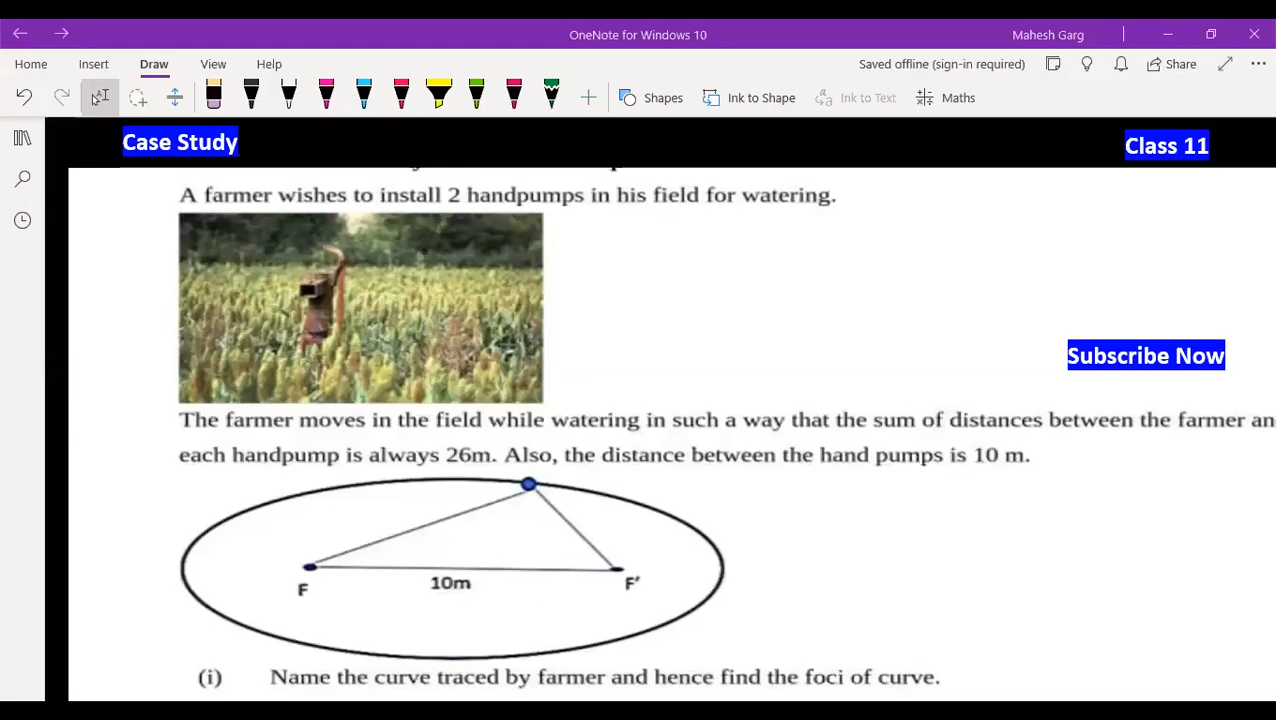 OneNote for Windows 10
Mahesh Garg
Home Insert Draw View Help
Saved offline (sign-in required)
Share
Shapes
Ink to Shape
Ink to Text
Maths
Case Study
Class 11
A farmer wishes to install 2 handpumps in his field for watering.
Subscribe Now
The farmer moves in the field while watering in such a way that the sum of distances between the farmer an
each handpump is always 26m. Also, the distance between the hand pumps is 10 m.
F
10m
F'
(i) Name the curve traced by farmer and hence find the foci of curve.